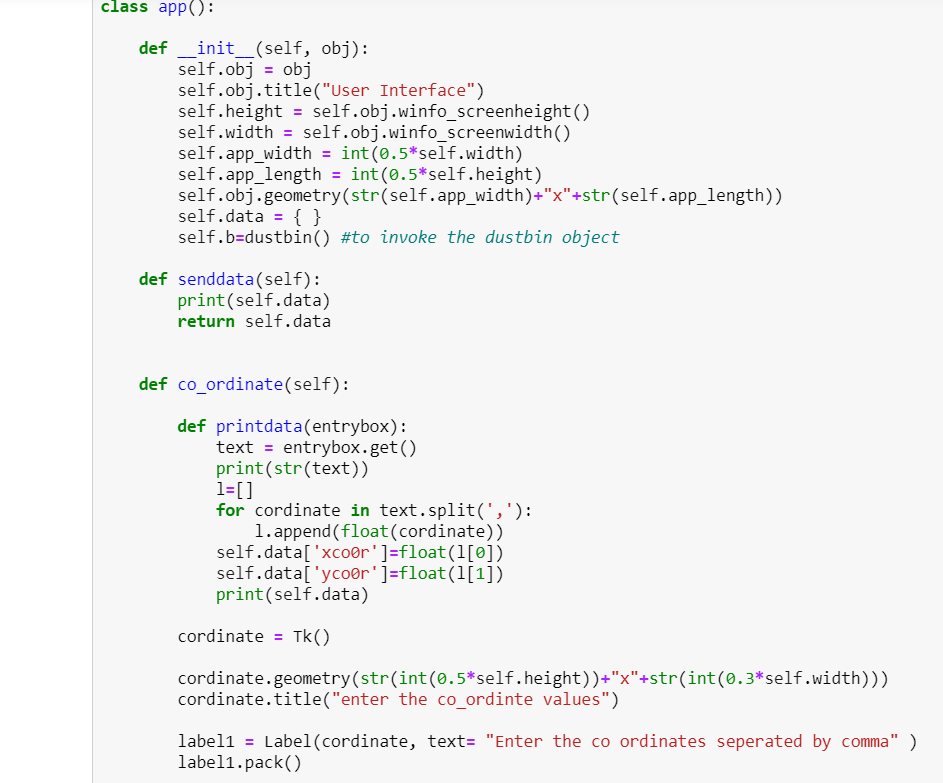 class app():
def __init__(self, obj):
self.obj = obj
self.obj.title("User Interface")
self.height = self.obj.winfo_screenheight()
self.width = self.obj.winfo_screenwidth()
self.app_width = int(0.5*self.width)
self.app_length = int(0.5*self.height)
self.obj.geometry(str(self.app_width)+"x"+str(self.app_length))
self.data = { }
self.b=dustbin() #to invoke the dustbin object
def senddata(self):
print(self.data)
return self.data
def co_ordinate(self):
def printdata(entrybox):
text = entrybox.get()
print(str(text))
l=[]
for cordinate in text.split(','):
l.append(float(cordinate))
self.data['xco0r']=float(l[0])
self.data['yco0r']=float(l[1])
print(self.data)
cordinate = Tk()
cordinate.geometry(str(int(0.5*self.height))+"x"+str(int(0.3*self.width)))
cordinate.title("enter the co_ordinte values")
label1 = Label(cordinate, text= "Enter the co ordinates seperated by comma" )
label1.pack()